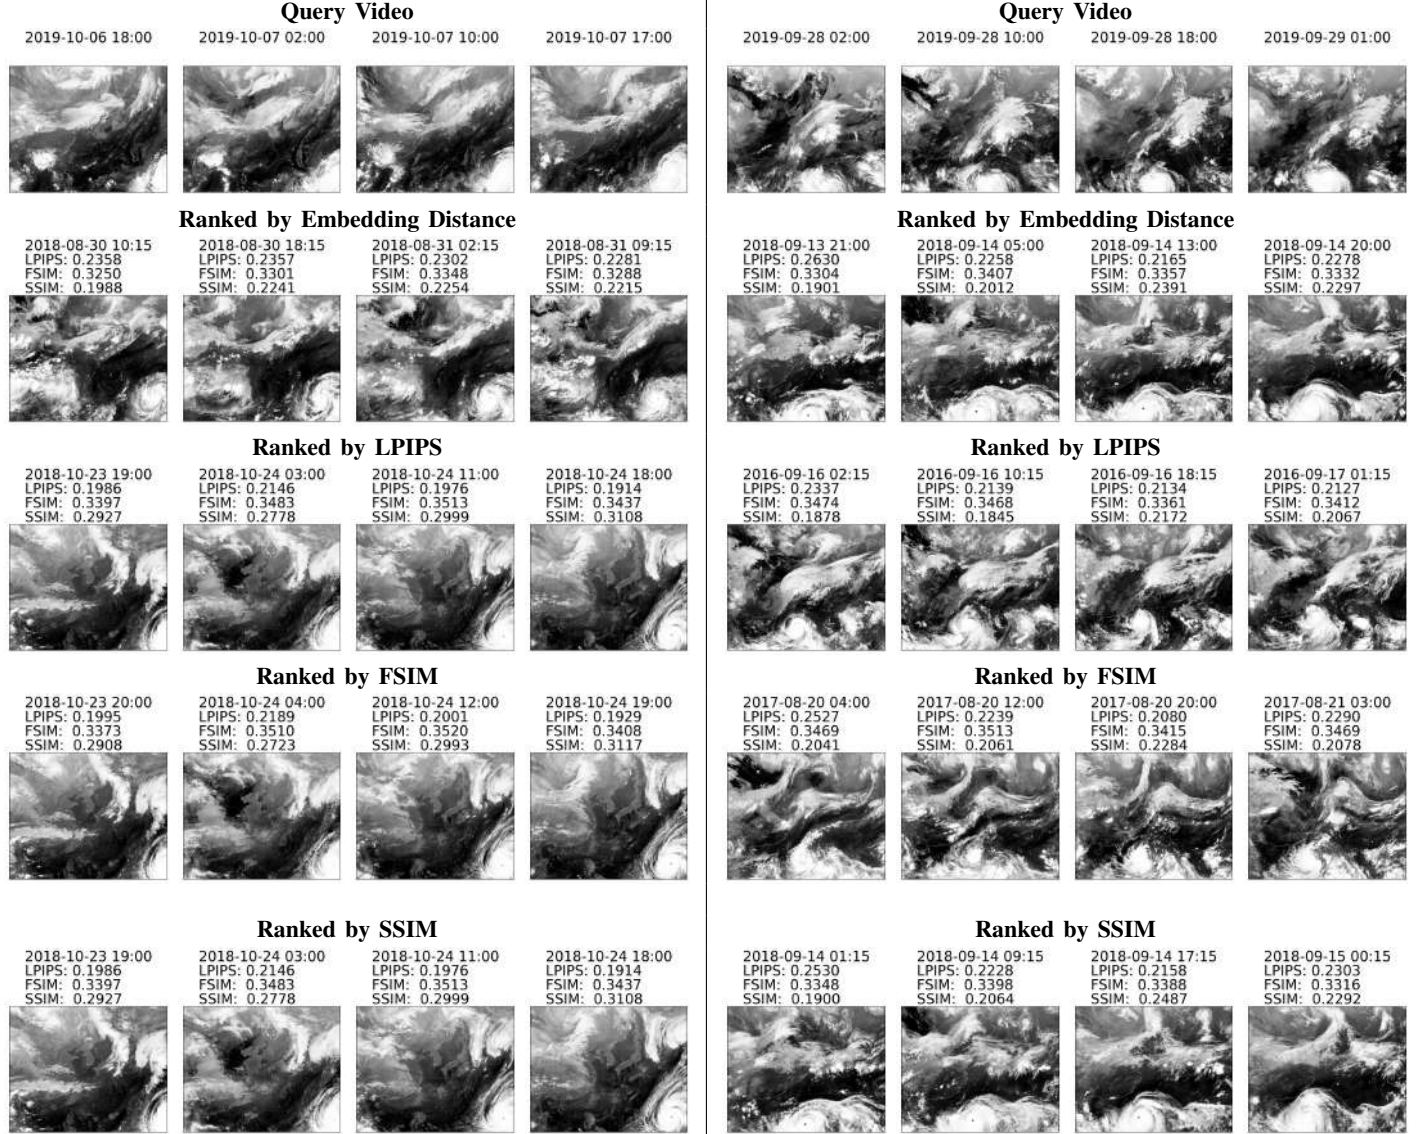 Query Video
2019-10-06 18:00 2019-10-07 02:00 2019-10-07 10:00 2019-10-07 17:00
Ranked by Embedding Distance
2018-08-30 10:15 2018-08-30 18:15 2018-08-31 02:15 2018-08-31 09:15
LPIPS: 0.2358 LPIPS: 0.2357 LPIPS: 0.2302 LPIPS: 0.2281
FSIM: 0.3250 FSIM: 0.3301 FSIM: 0.3348 FSIM: 0.3288
SSIM: 0.1988 SSIM: 0.2241 SSIM: 0.2254 SSIM: 0.2215
Ranked by LPIPS
2018-10-23 19:00 2018-10-24 03:00 2018-10-24 11:00 2018-10-24 18:00
LPIPS: 0.1986 LPIPS: 0.2146 LPIPS: 0.1976 LPIPS: 0.1914
FSIM: 0.3397 FSIM: 0.3483 FSIM: 0.3513 FSIM: 0.3437
SSIM: 0.2927 SSIM: 0.2778 SSIM: 0.2999 SSIM: 0.3108
Ranked by FSIM
2018-10-23 20:00 2018-10-24 04:00 2018-10-24 12:00 2018-10-24 19:00
LPIPS: 0.1995 LPIPS: 0.2189 LPIPS: 0.2001 LPIPS: 0.1929
FSIM: 0.3373 FSIM: 0.3510 FSIM: 0.3520 FSIM: 0.3408
SSIM: 0.2908 SSIM: 0.2723 SSIM: 0.2993 SSIM: 0.3117
Ranked by SSIM
2018-10-23 19:00 2018-10-24 03:00 2018-10-24 11:00 2018-10-24 18:00
LPIPS: 0.1986 LPIPS: 0.2146 LPIPS: 0.1976 LPIPS: 0.1914
FSIM: 0.3397 FSIM: 0.3483 FSIM: 0.3513 FSIM: 0.3437
SSIM: 0.2927 SSIM: 0.2778 SSIM: 0.2999 SSIM: 0.3108
Query Video
2019-09-28 02:00 2019-09-28 10:00 2019-09-28 18:00 2019-09-29 01:00
Ranked by Embedding Distance
2018-09-13 21:00 2018-09-14 05:00 2018-09-14 13:00 2018-09-14 20:00
LPIPS: 0.2630 LPIPS: 0.2258 LPIPS: 0.2165 LPIPS: 0.2278
FSIM: 0.3304 FSIM: 0.3407 FSIM: 0.3357 FSIM: 0.3332
SSIM: 0.1901 SSIM: 0.2012 SSIM: 0.2391 SSIM: 0.2297
Ranked by LPIPS
2016-09-16 02:15 2016-09-16 10:15 2016-09-16 18:15 2016-09-17 01:15
LPIPS: 0.2337 LPIPS: 0.2139 LPIPS: 0.2134 LPIPS: 0.2127
FSIM: 0.3474 FSIM: 0.3468 FSIM: 0.3361 FSIM: 0.3412
SSIM: 0.1878 SSIM: 0.1845 SSIM: 0.2172 SSIM: 0.2067
Ranked by FSIM
2017-08-20 04:00 2017-08-20 12:00 2017-08-20 20:00 2017-08-21 03:00
LPIPS: 0.2527 LPIPS: 0.2239 LPIPS: 0.2080 LPIPS: 0.2290
FSIM: 0.3469 FSIM: 0.3513 FSIM: 0.3415 FSIM: 0.3469
SSIM: 0.2041 SSIM: 0.2061 SSIM: 0.2284 SSIM: 0.2078
Ranked by SSIM
2018-09-14 01:15 2018-09-14 09:15 2018-09-14 17:15 2018-09-15 00:15
LPIPS: 0.2530 LPIPS: 0.2228 LPIPS: 0.2158 LPIPS: 0.2303
FSIM: 0.3348 FSIM: 0.3398 FSIM: 0.3388 FSIM: 0.3316
SSIM: 0.1900 SSIM: 0.2064 SSIM: 0.2487 SSIM: 0.2292